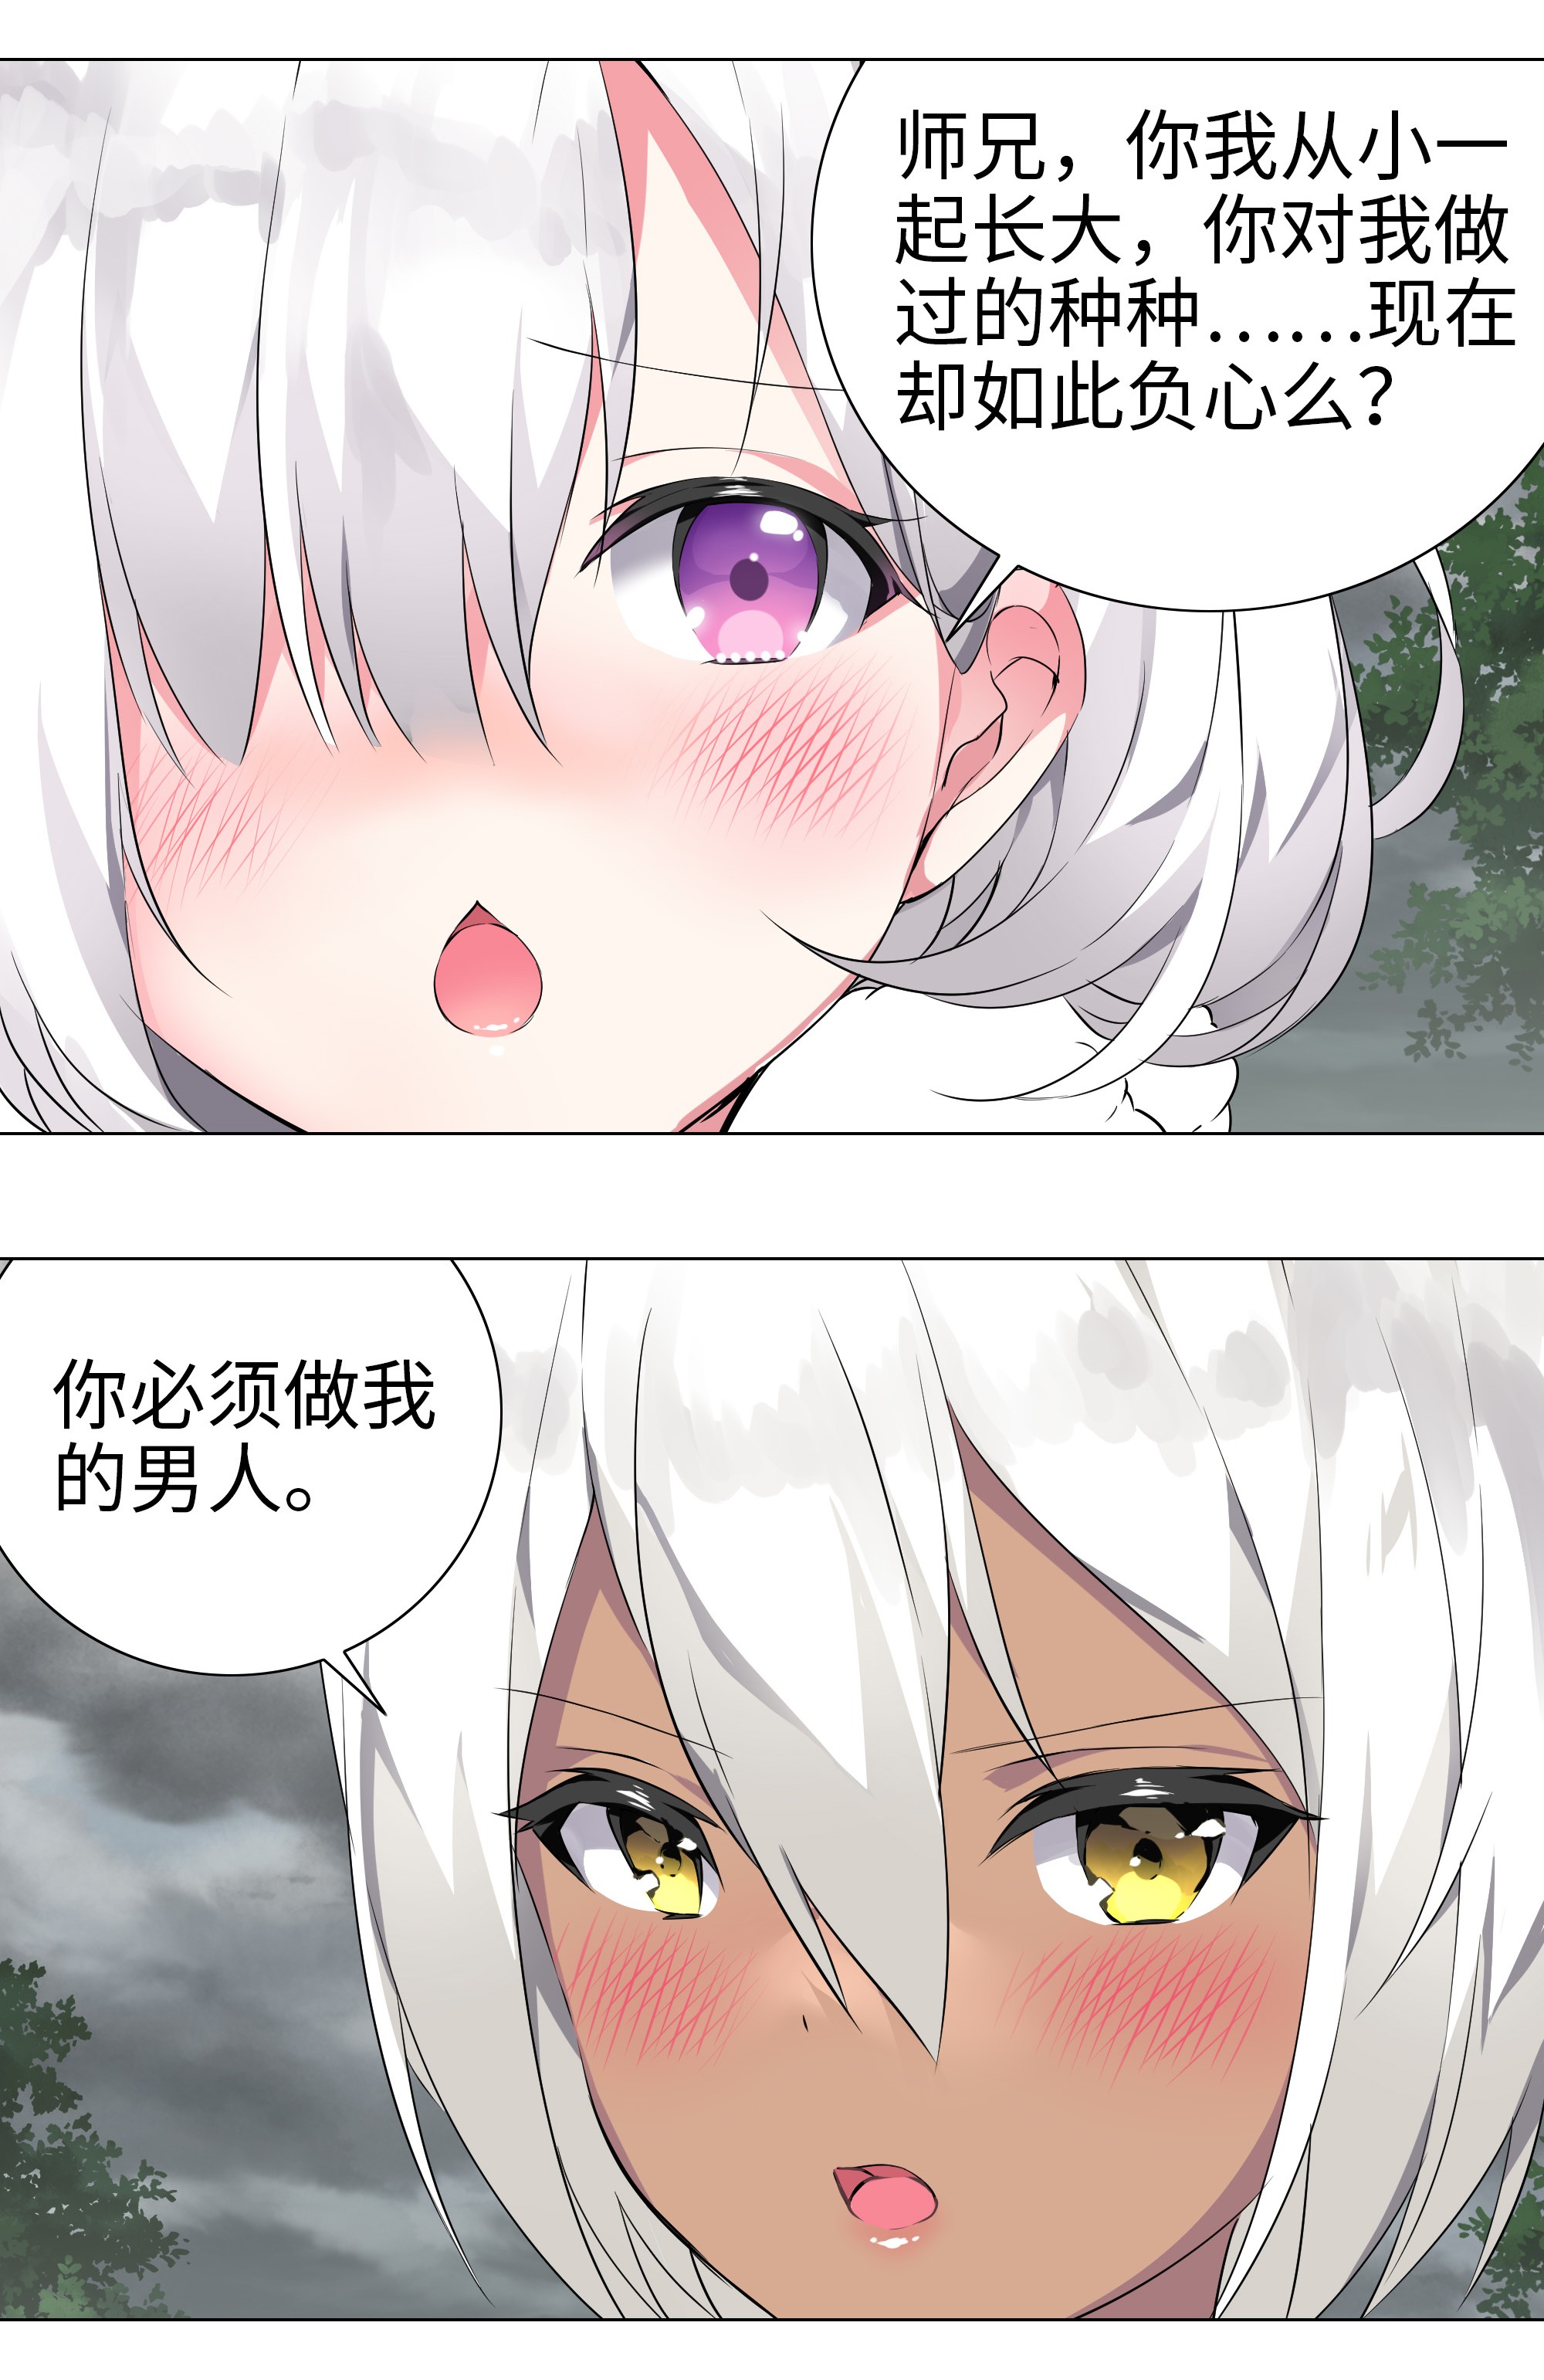 师兄，你我从小一
起长大，你对我做
过的种种……现在
却如此负心么？
你必须做我
的男人。